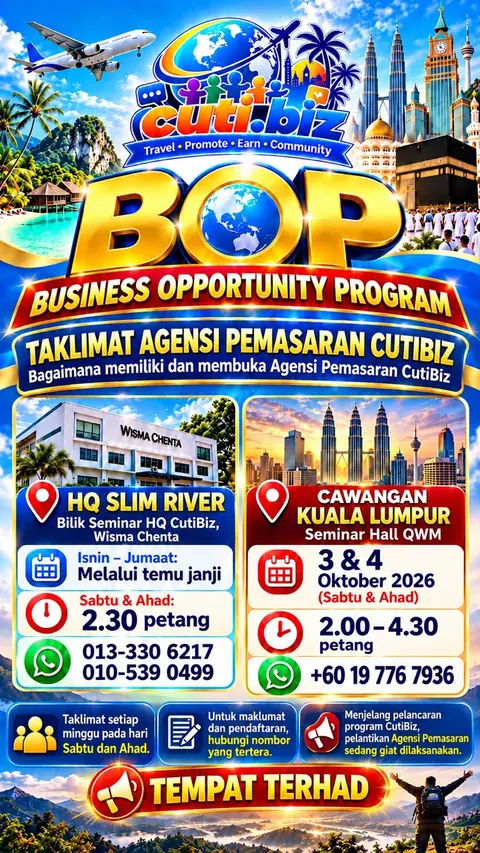 cuti.biz
Travel • Promote • Earn • Community
BOP
BUSINESS OPPORTUNITY PROGRAM
TAKLIMAT AGENSI PEMASARAN CUTIBIZ
Bagaimana memiliki dan membuka Agensi Pemasaran CutiBiz
WISMA CHENTA
HQ SLIM RIVER
Bilik Seminar HQ CutiBiz,
Wisma Chenta
Isnin – Jumaat:
Melalui temu janji
Sabtu & Ahad:
2.30 petang
013-330 6217
010-539 0499
CAWANGAN
KUALA LUMPUR
Seminar Hall QWM
3 & 4
Oktober 2026
(Sabtu & Ahad)
2.00 – 4.30
petang
+60 19 776 7936
Taklimat setiap
minggu pada hari
Sabtu dan Ahad.
Untuk maklumat
dan pendaftaran,
hubungi nombor
yang tertera.
Menjelang pelancaran
program CutiBiz,
pelantikan Agensi Pemasaran
sedang giat dilaksanakan.
TEMPAT TERHAD